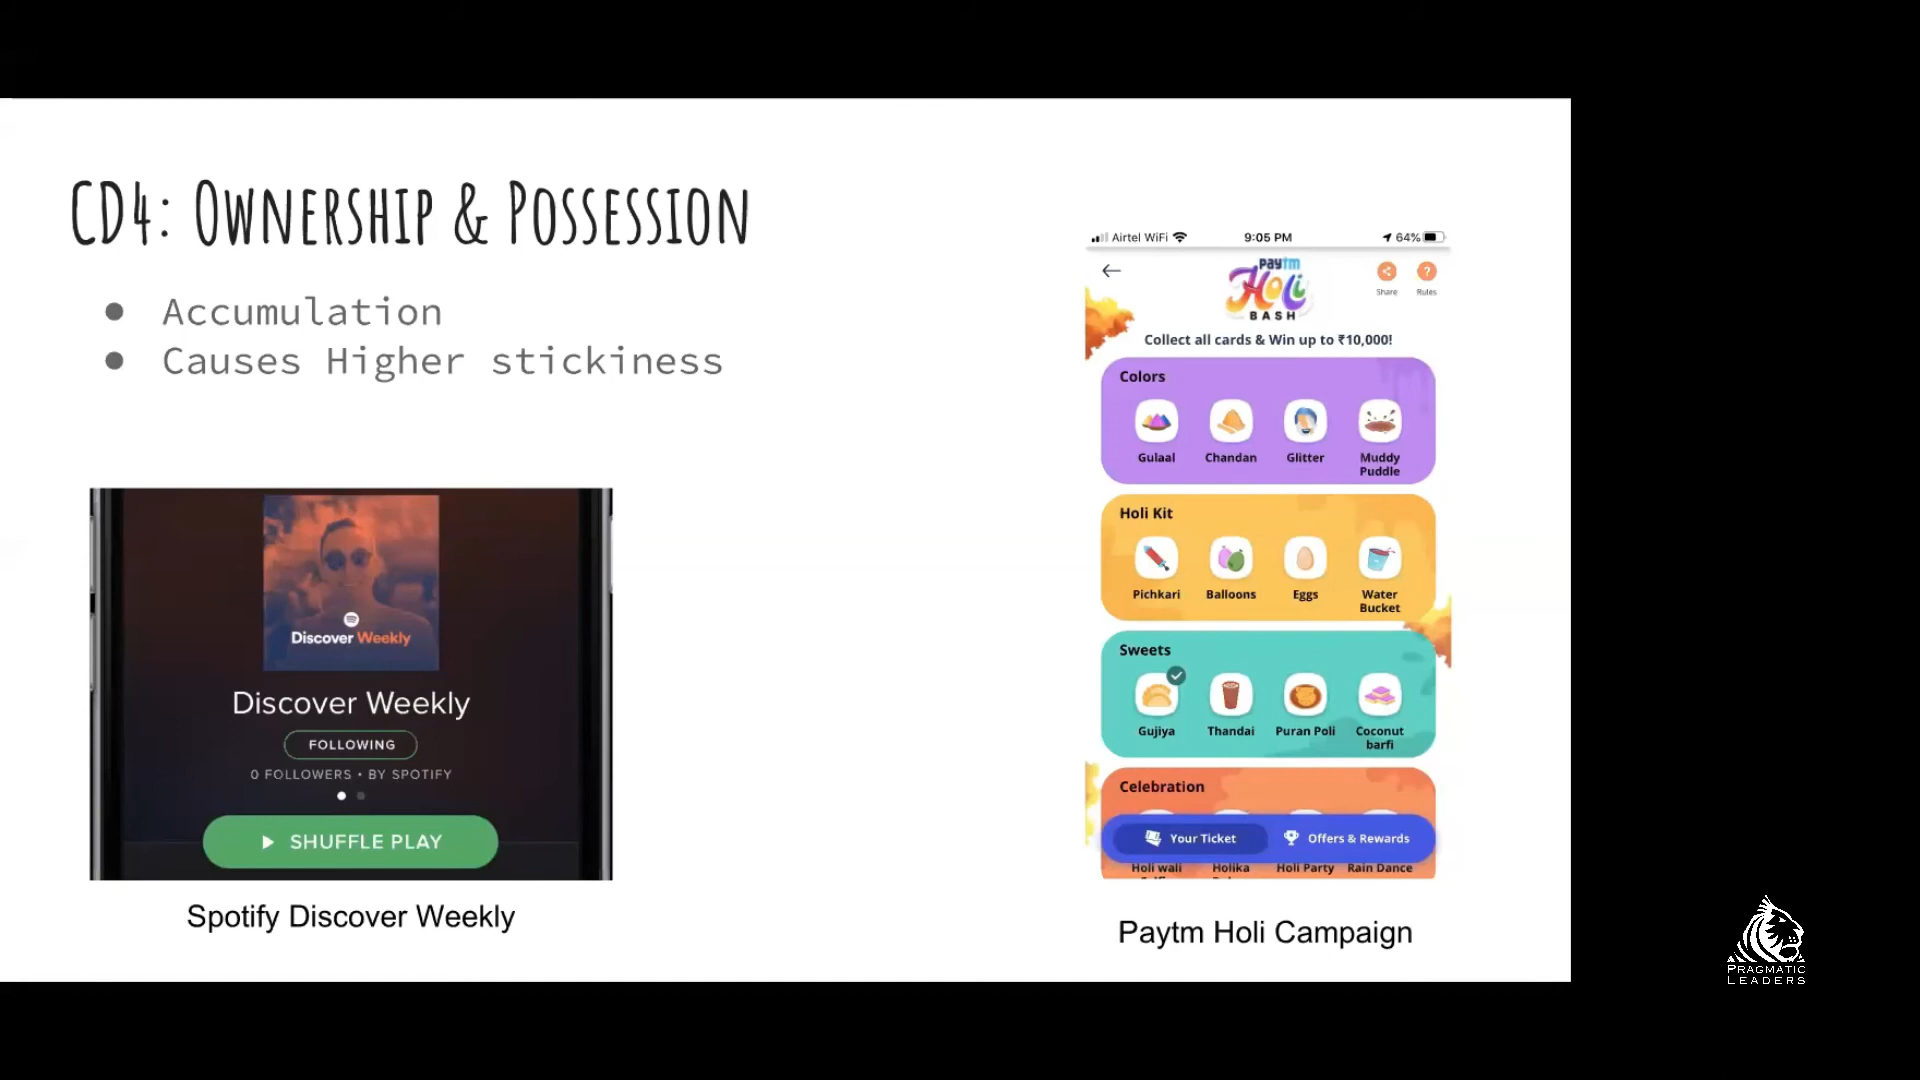 CD4: OWNERSHIP & POSSESSION
Accumulation
Causes Higher stickiness
Discover Weekly
Discover Weekly
FOLLOWING
0 FOLLOWERS • BY SPOTIFY
SHUFFLE PLAY
Spotify Discover Weekly
Airtel WiFi 9:05 PM 64%
paytm
Holi
BASH
Share Rules
Collect all cards & Win up to ₹10,000!
Colors
Gulaal Chandan Glitter Muddy
Puddle
Holi Kit
Pichkari Balloons Eggs Water
Bucket
Sweets
Gujiya Thandai Puran Poli Coconut
barfi
Celebration
Your Ticket Offers & Rewards
Holi wali Holika Holi Party Rain Dance
Paytm Holi Campaign
PRAGMATIC
LEADERS